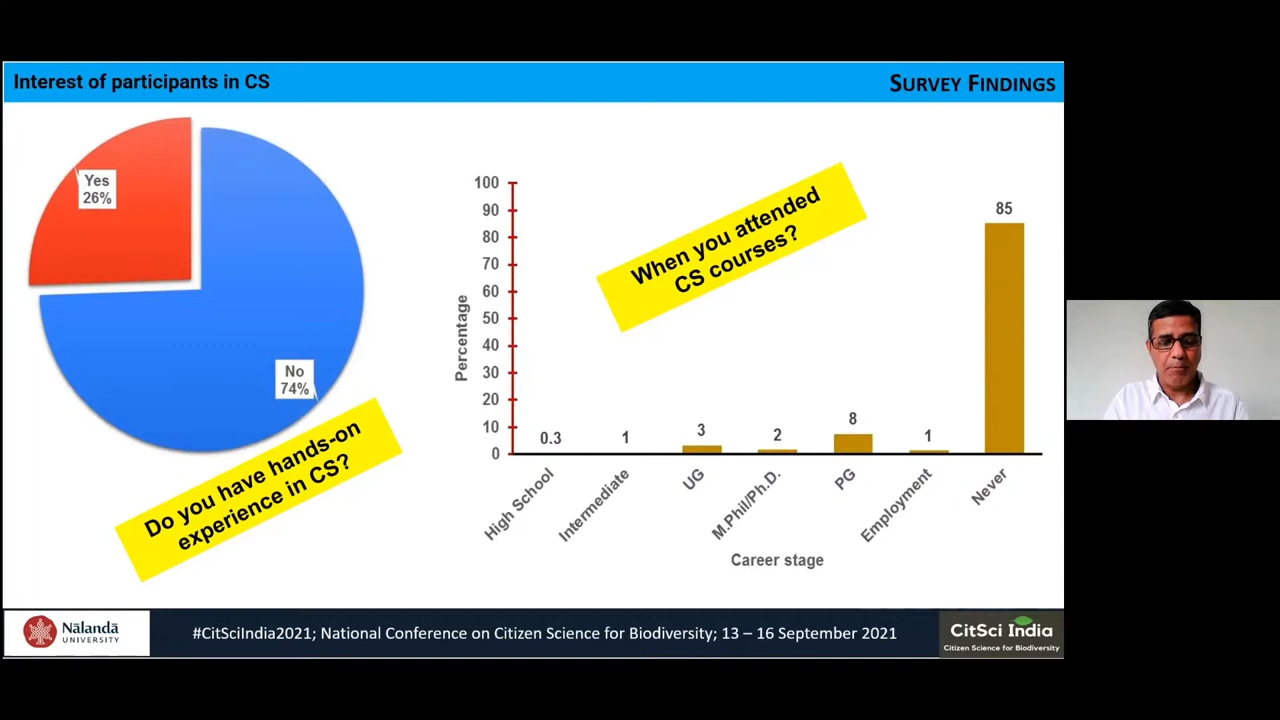 Interest of participants in CS
SURVEY FINDINGS
Yes
26%
No
74%
Do you have hands-on
experience in CS?
When you attended
CS courses?
Percentage
100
90
80
70
60
50
40
30
20
10
0
0.3
1
3
2
8
1
85
High School
Intermediate
UG
M.Phil/Ph.D.
PG
Employment
Never
Career stage
Nālandā
UNIVERSITY
#CitSciIndia2021; National Conference on Citizen Science for Biodiversity; 13 – 16 September 2021
CitSci India
Citizen Science for Biodiversity